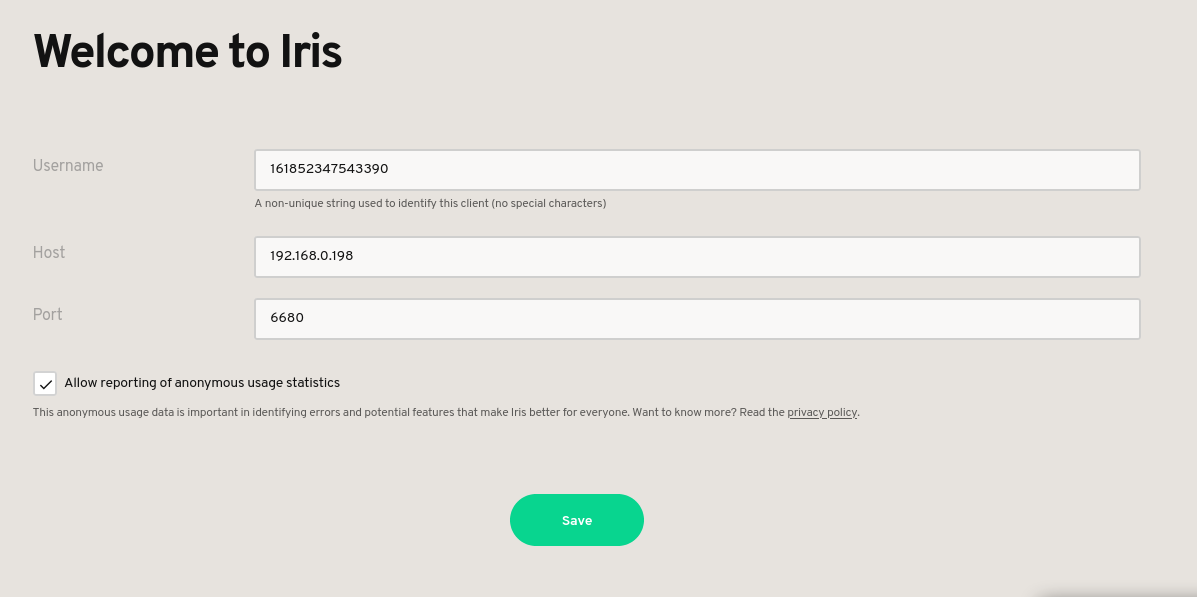 Welcome to Iris
Username
161852347543390
A non-unique string used to identify this client (no special characters)
Host
192.168.0.198
Port
6680
Allow reporting of anonymous usage statistics
This anonymous usage data is important in identifying errors and potential features that make Iris better for everyone. Want to know more? Read the privacy policy.
Save